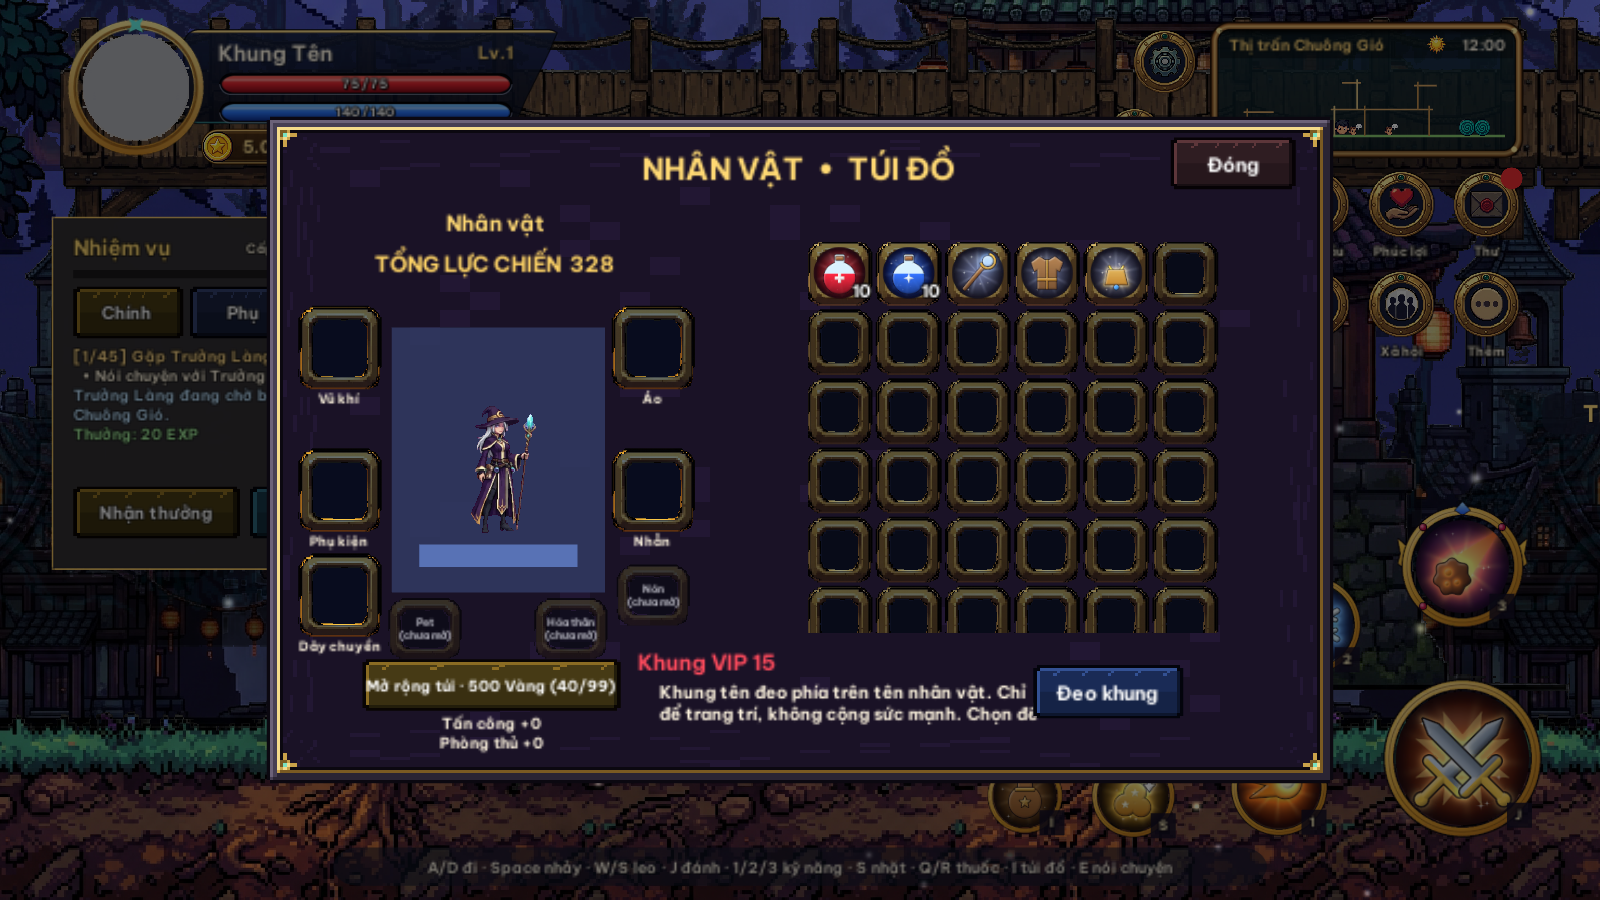 Khung Tên
Lv.1
75/75
140/140
5.0
Thị trấn Chuông Gió
12:00
NHÂN VẬT • TÚI ĐỒ
Đóng
Nhân vật
TỔNG LỰC CHIẾN 328
Nhiệm vụ
Chính
Phụ
[1/45] Gặp Trưởng Làng
• Nói chuyện với Trưởng
Trưởng Làng đang chờ b
Chuông Gió.
Thưởng: 20 EXP
Nhận thưởng
Vũ khí
Áo
Phụ kiện
Nhẫn
Dây chuyền
Pet
(chưa mở)
Hóa thân
(chưa mở)
Nón
(chưa mở)
10
10
Phúc lợi
Thư
Xã hội
Thêm
Mở rộng túi · 500 Vàng (40/99)
Tấn công +0
Phòng thủ +0
Khung VIP 15
Khung tên đeo phía trên tên nhân vật. Chỉ
để trang trí, không cộng sức mạnh. Chọn để
Đeo khung
T
3
2
I
S
1
J
A/D đi · Space nhảy · W/S leo · J đánh · 1/2/3 kỹ năng · S nhặt · Q/R thuốc · I túi đồ · E nói chuyện